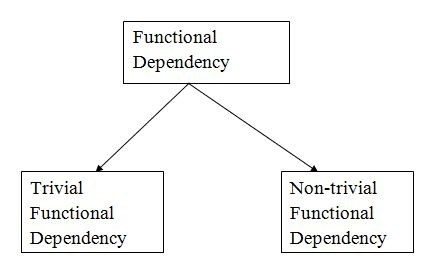 Functional
Dependency
Trivial
Functional
Dependency
Non-trivial
Functional
Dependency